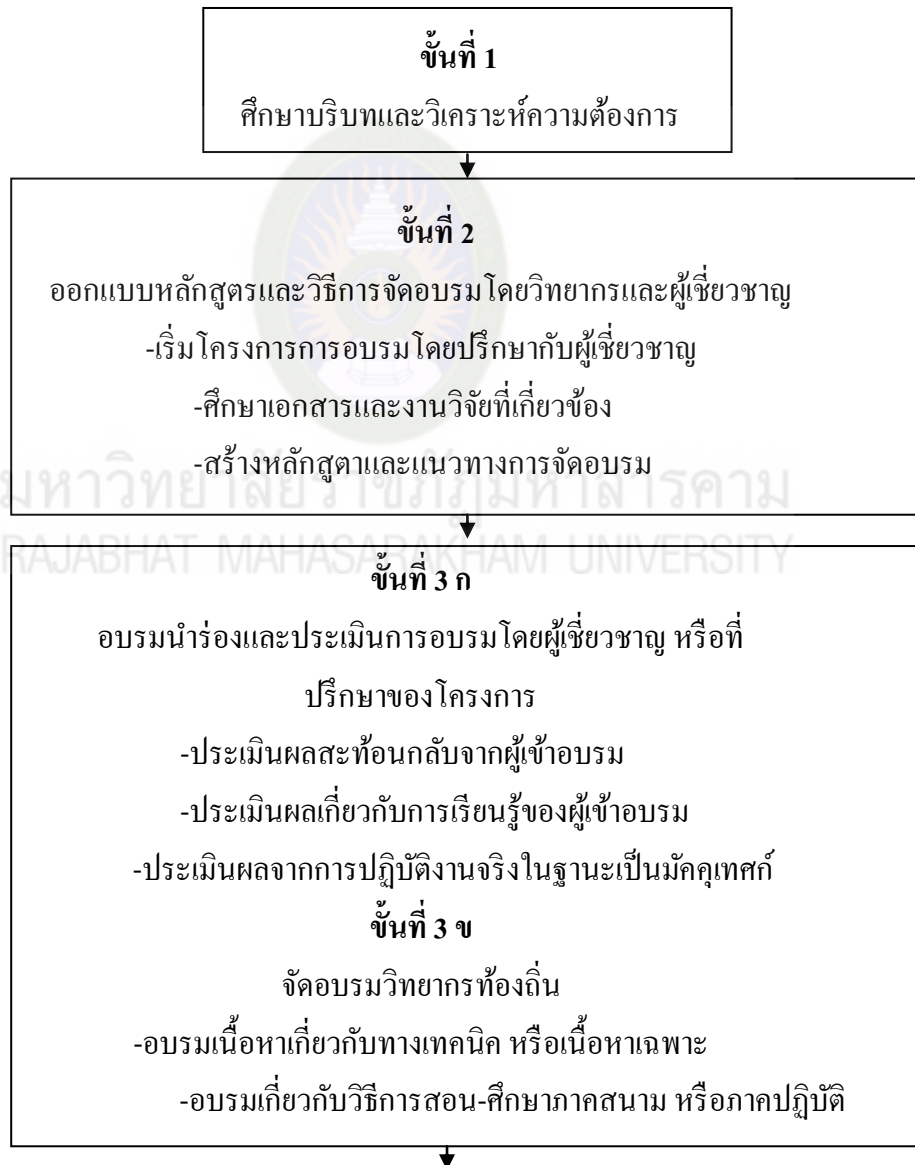 ขั้นที่ 1
ศึกษาบริบทและวิเคราะห์ความต้องการ
ขั้นที่ 2
ออกแบบหลักสูตรและวิธีการจัดอบรมโดยวิทยากรและผู้เชี่ยวชาญ
-เริ่มโครงการการอบรมโดยปรึกษากับผู้เชี่ยวชาญ
-ศึกษาเอกสารและงานวิจัยที่เกี่ยวข้อง
-สร้างหลักสูตาและแนวทางการจัดอบรม
มหาวิทยาลัยราชภัฏมหาสารคาม
RAJABHAT MAHASARAKHAM UNIVERSITY
ขั้นที่ 3 ก
อบรมนำร่องและประเมินการอบรมโดยผู้เชี่ยวชาญ หรือที่
ปรึกษาของโครงการ
-ประเมินผลสะท้อนกลับจากผู้เข้าอบรม
-ประเมินผลเกี่ยวกับการเรียนรู้ของผู้เข้าอบรม
-ประเมินผลจากการปฏิบัติงานจริงในฐานะเป็นมัคคุเทศก์
ขั้นที่ 3 ข
จัดอบรมวิทยากรท้องถิ่น
-อบรมเนื้อหาเกี่ยวกับทางเทคนิค หรือเนื้อหาเฉพาะ
-อบรมเกี่ยวกับวิธีการสอน-ศึกษาภาคสนาม หรือภาคปฏิบัติ